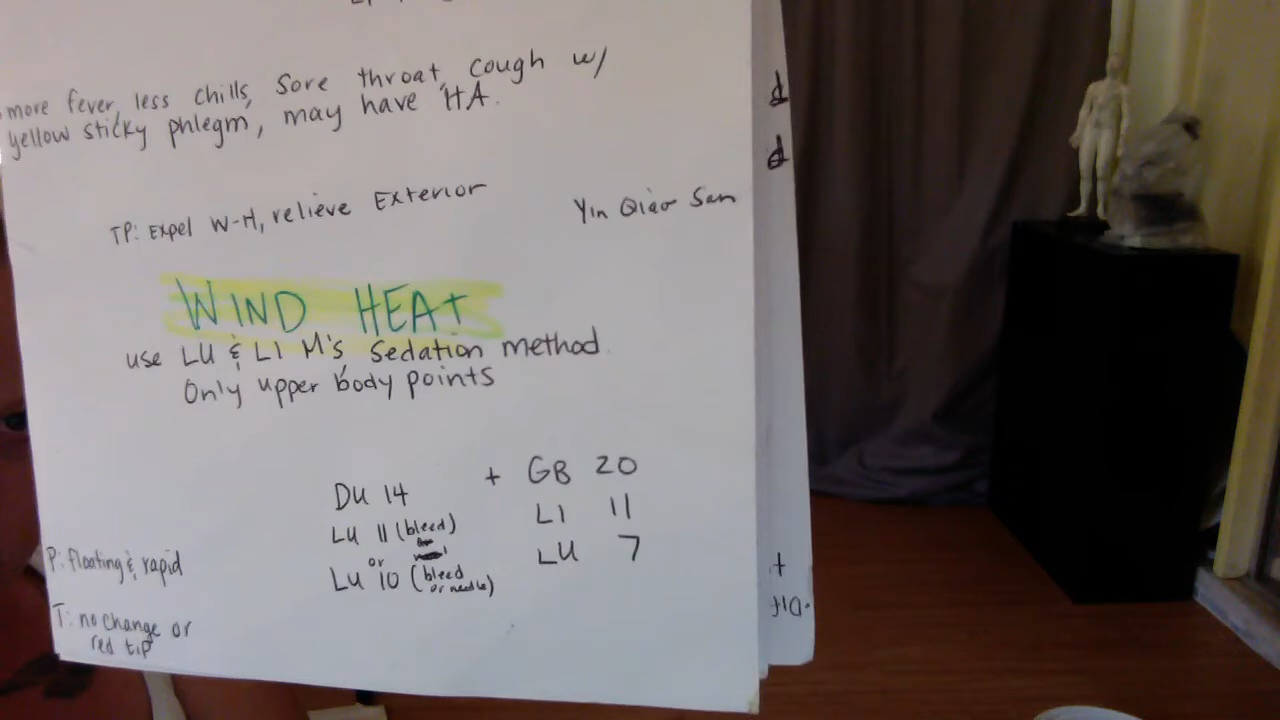 more fever, less chills, Sore throat, cough w/
yellow sticky phlegm, may have HA.
TP: Expel W-H, relieve Exterior
Yin Qiao San
WIND HEAT
use LU & LI M's, Sedation method.
Only upper body points
DU 14
LU 11 (bleed)
or
LU 10 (bleed or needle)
+ GB 20
LI 11
LU 7
P: floating & rapid
T: no change or
red tip